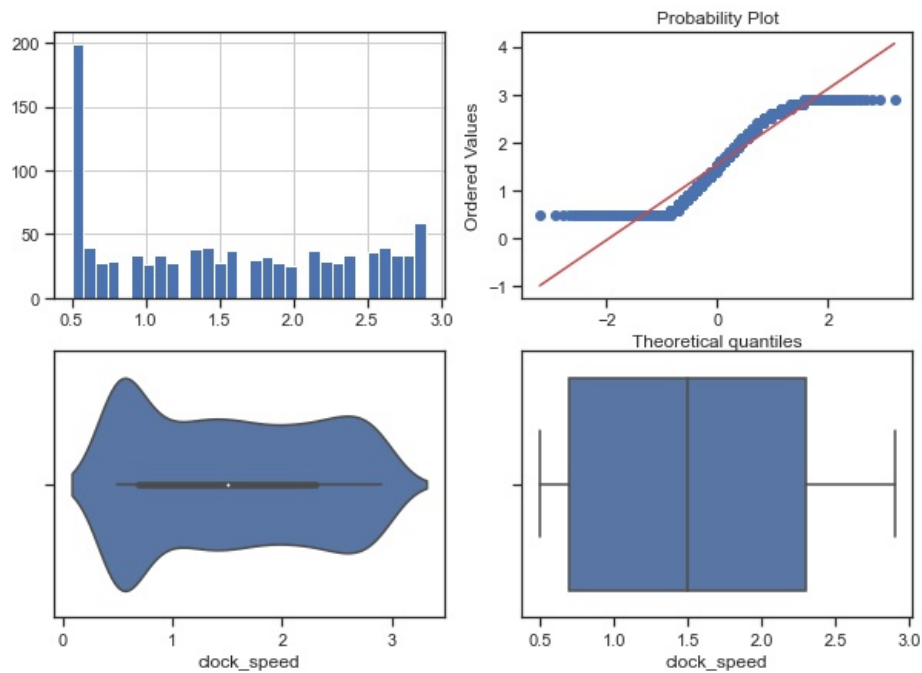 Probability Plot
200
150
100
50
0
0.5 1.0 1.5 2.0 2.5 3.0
Ordered Values
4
3
2
1
0
−1
−2 0 2
Theoretical quantiles
0 1 2 3
clock_speed
0.5 1.0 1.5 2.0 2.5 3.0
clock_speed